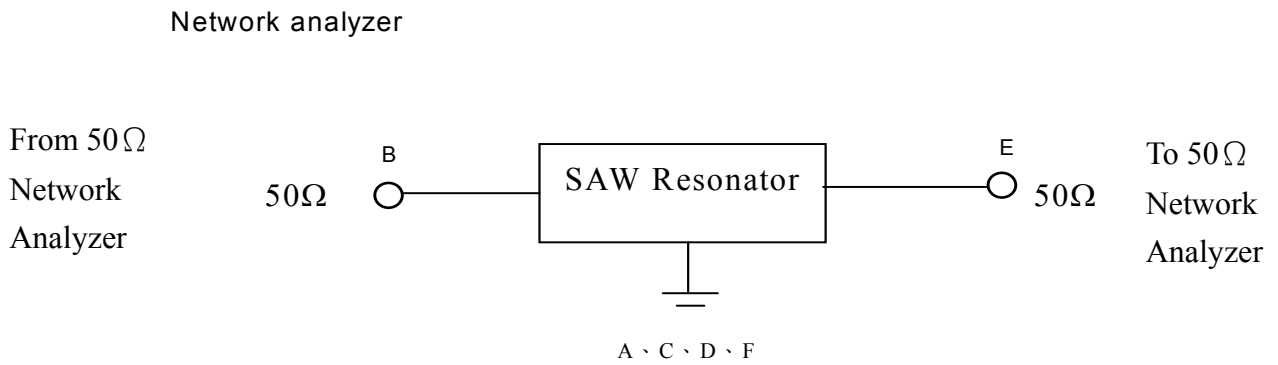 Network analyzer
From 50Ω
Network
Analyzer
50Ω
B
SAW Resonator
E
50Ω
To 50Ω
Network
Analyzer
A、C、D、F